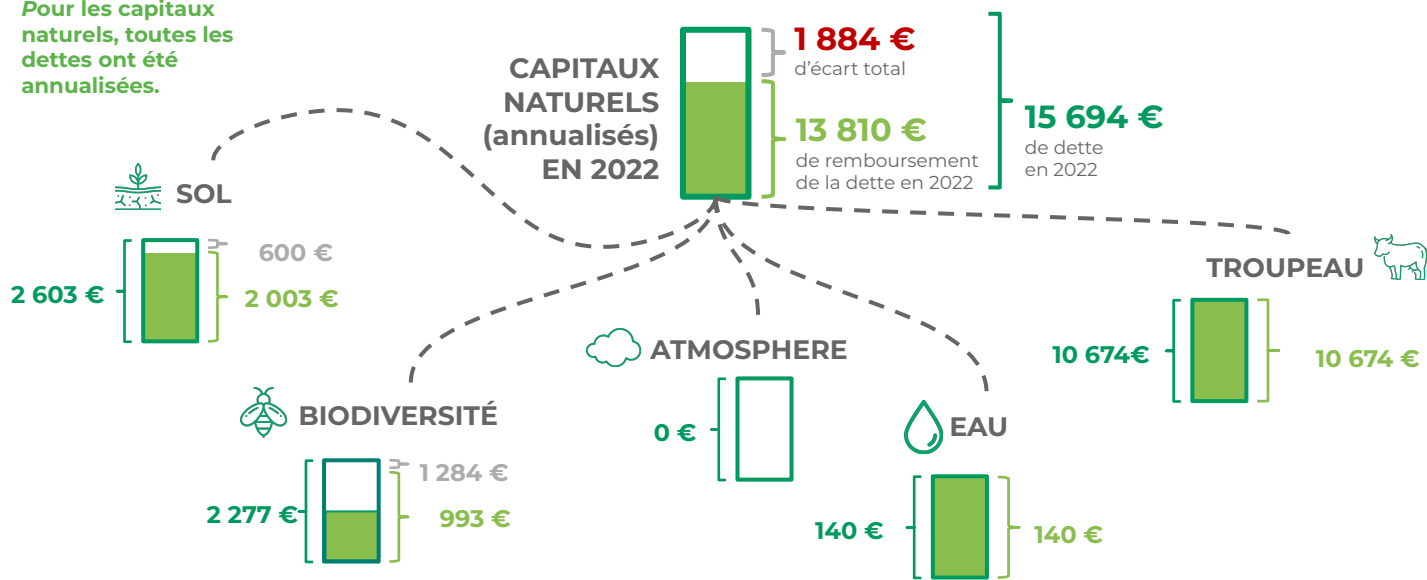 Pour les capitaux
naturels, toutes les
dettes ont été
annualisées.
CAPITAUX
NATURELS
(annualisés)
EN 2022
1 884 €
d'écart total
13 810 €
de remboursement
de la dette en 2022
15 694 €
de dette
en 2022
SOL
600 €
2 603 €
2 003 €
TROUPEAU
10 674€
10 674 €
ATMOSPHERE
0 €
BIODIVERSITÉ
1 284 €
2 277 €
993 €
EAU
140 €
140 €